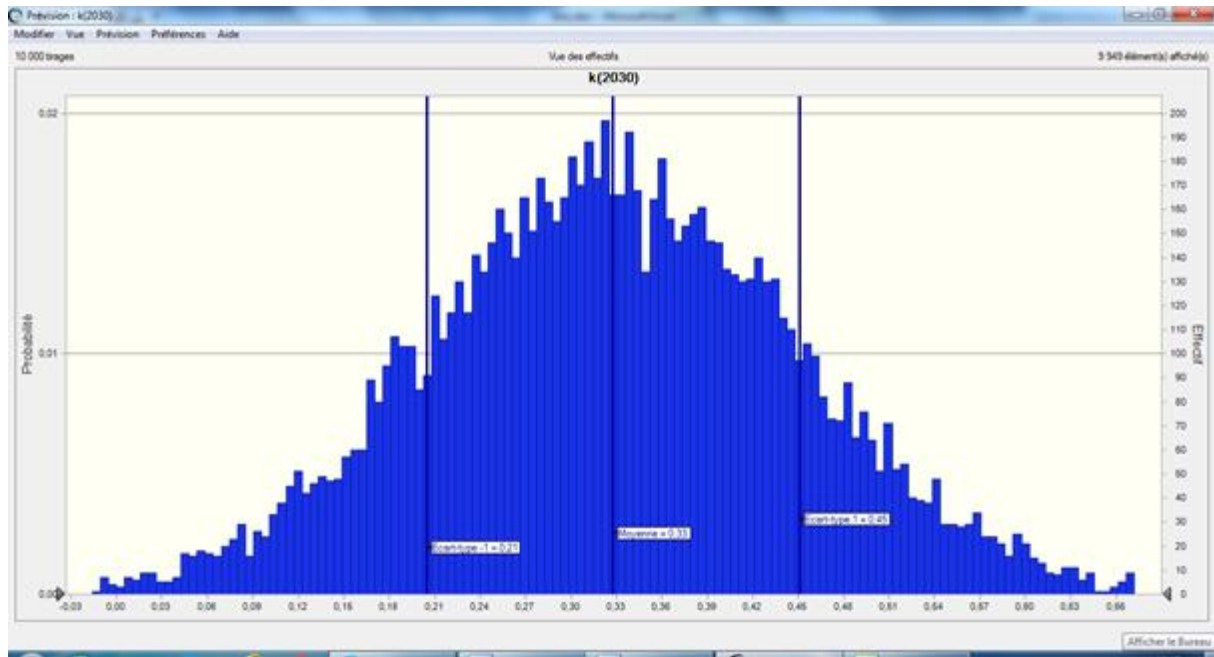 Prévision : k(2030)
Modifier Vue Prévision Préférences Aide
10 000 tirages Vue des effectifs 9 949 élément(s) affiché(s)
k(2030)
0,02
0,01
0,00
Probabilité
200
190
180
170
160
150
140
130
120
110
100
90
80
70
60
50
40
30
20
10
0
Effectif
Ecart-type -1 = 0,21
Moyenne = 0,33
Ecart-type 1 = 0,45
-0,03 0,00 0,03 0,06 0,09 0,12 0,15 0,18 0,21 0,24 0,27 0,30 0,33 0,36 0,39 0,42 0,45 0,48 0,51 0,54 0,57 0,60 0,63 0,66
Afficher le Bureau